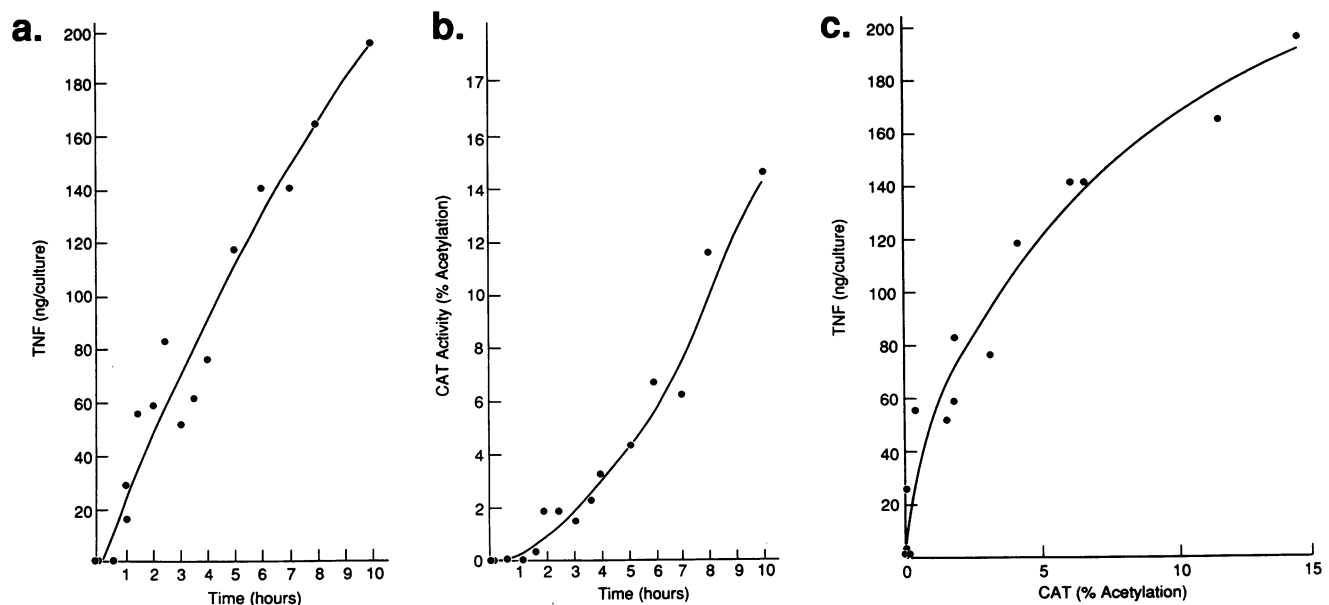 a.
TNF (ng/culture)
200
180
160
140
120
100
80
60
40
20
1 2 3 4 5 6 7 8 9 10
Time (hours)
b.
CAT Activity (% Acetylation)
17
16
14
12
10
8
6
4
2
0
1 2 3 4 5 6 7 8 9 10
Time (hours)
c.
TNF (ng/culture)
200
180
160
140
120
100
80
60
40
20
0 5 10 15
CAT (% Acetylation)